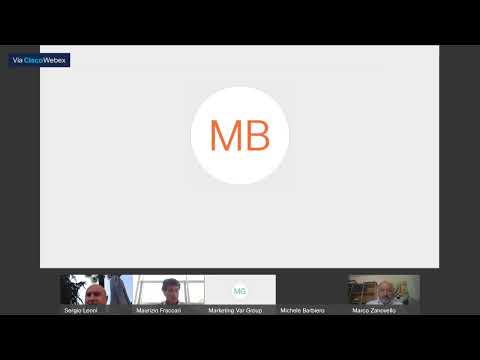 Via Cisco Webex
MB
MG
Sergio Leoni
Maurizio Fraccari
Marketing Var Group
Michele Barbiero
Marco Zanovello